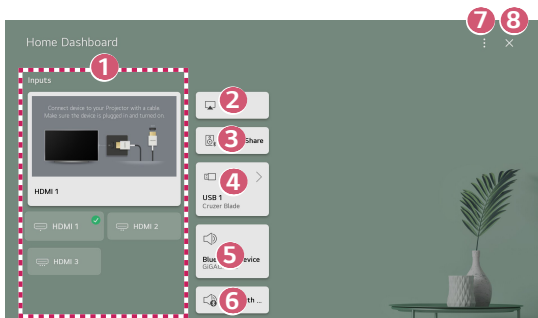 7
8
Home Dashboard
1
Inputs
Connect device to your Projector with a cable.
Make sure the device is plugged in and turned on.
HDMI 1
HDMI 1
HDMI 2
HDMI 3
2
3
Share
4
USB 1
Cruzer Blade
5
6